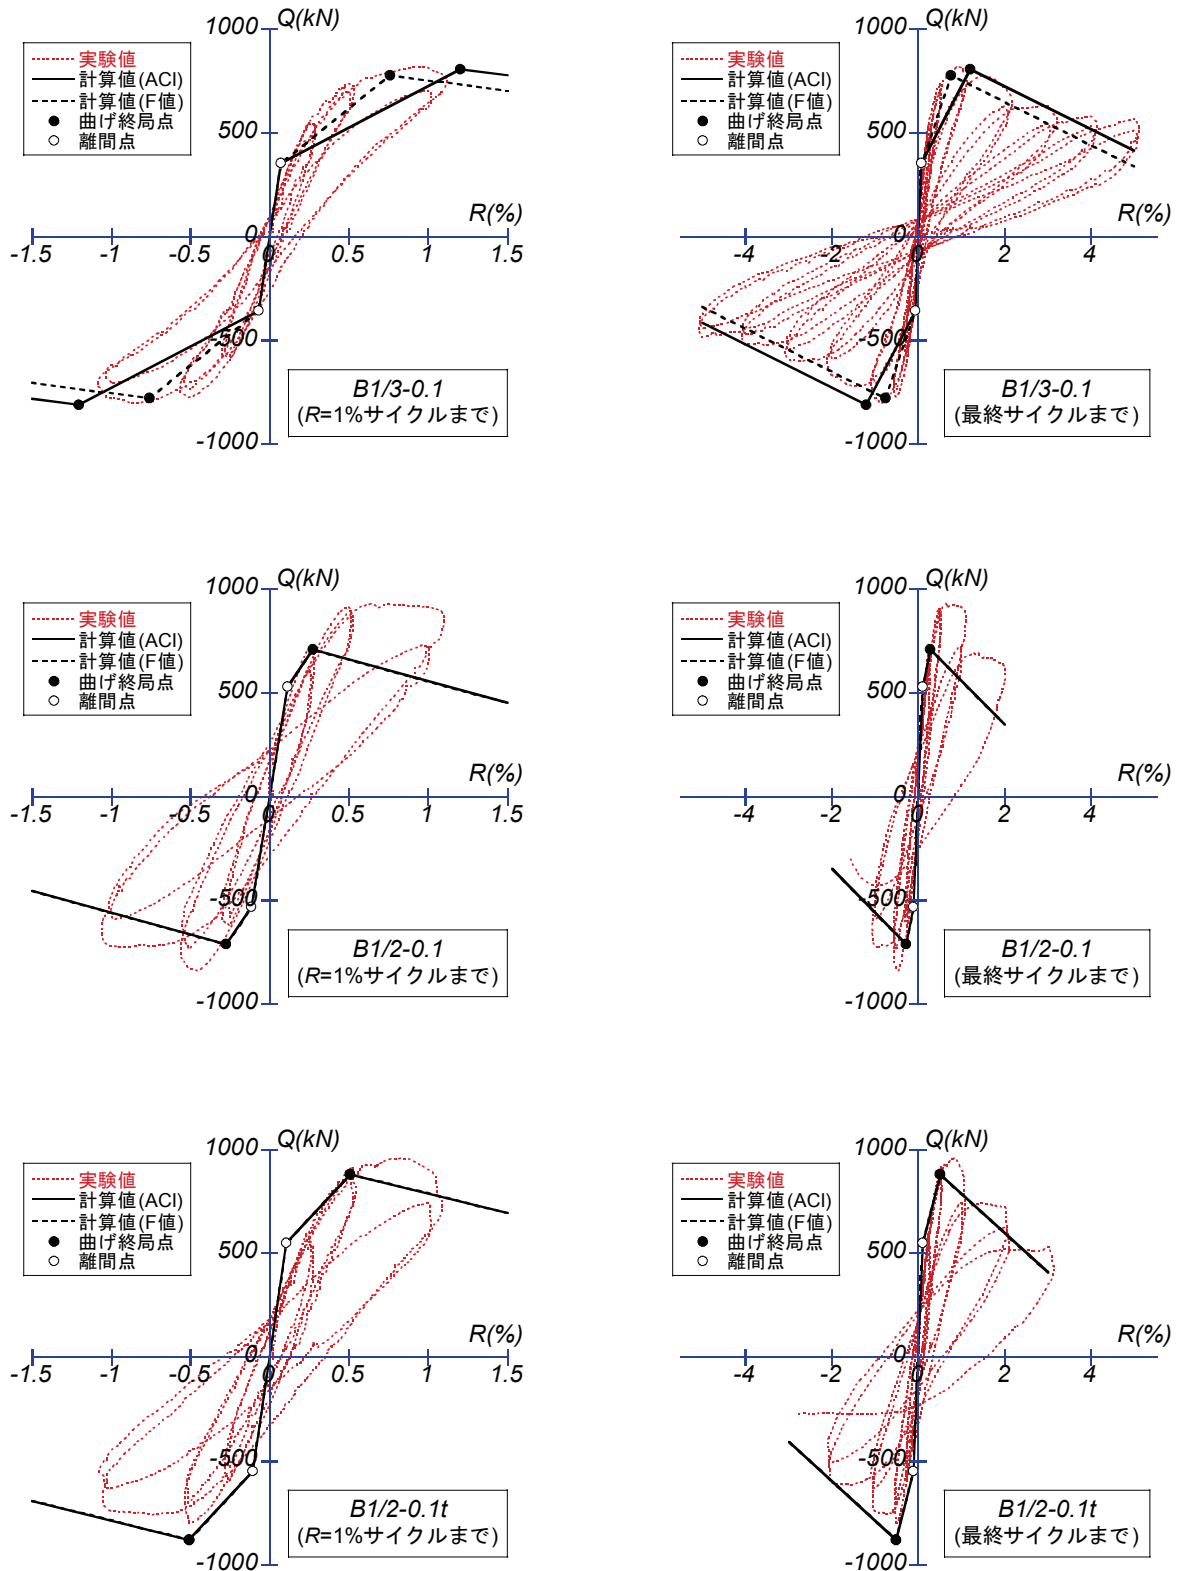 1000 Q(kN)
実験値
計算値(ACI)
計算値(F値)
曲げ終局点
離間点
500
R(%)
0
-1.5 -1 -0.5 0 0.5 1 1.5
-500
B1/3-0.1
(R=1%サイクルまで)
-1000
1000 Q(kN)
実験値
計算値(ACI)
計算値(F値)
曲げ終局点
離間点
500
R(%)
0
-4 -2 0 2 4
-500
B1/3-0.1
(最終サイクルまで)
-1000
1000 Q(kN)
実験値
計算値(ACI)
計算値(F値)
曲げ終局点
離間点
500
R(%)
0
-1.5 -1 -0.5 0 0.5 1 1.5
-500
B1/2-0.1
(R=1%サイクルまで)
-1000
1000 Q(kN)
実験値
計算値(ACI)
計算値(F値)
曲げ終局点
離間点
500
R(%)
0
-4 -2 0 2 4
-500
B1/2-0.1
(最終サイクルまで)
-1000
1000 Q(kN)
実験値
計算値(ACI)
計算値(F値)
曲げ終局点
離間点
500
R(%)
0
-1.5 -1 -0.5 0 0.5 1 1.5
-500
B1/2-0.1t
(R=1%サイクルまで)
-1000
1000 Q(kN)
実験値
計算値(ACI)
計算値(F値)
曲げ終局点
離間点
500
R(%)
0
-4 -2 0 2 4
-500
B1/2-0.1t
(最終サイクルまで)
-1000